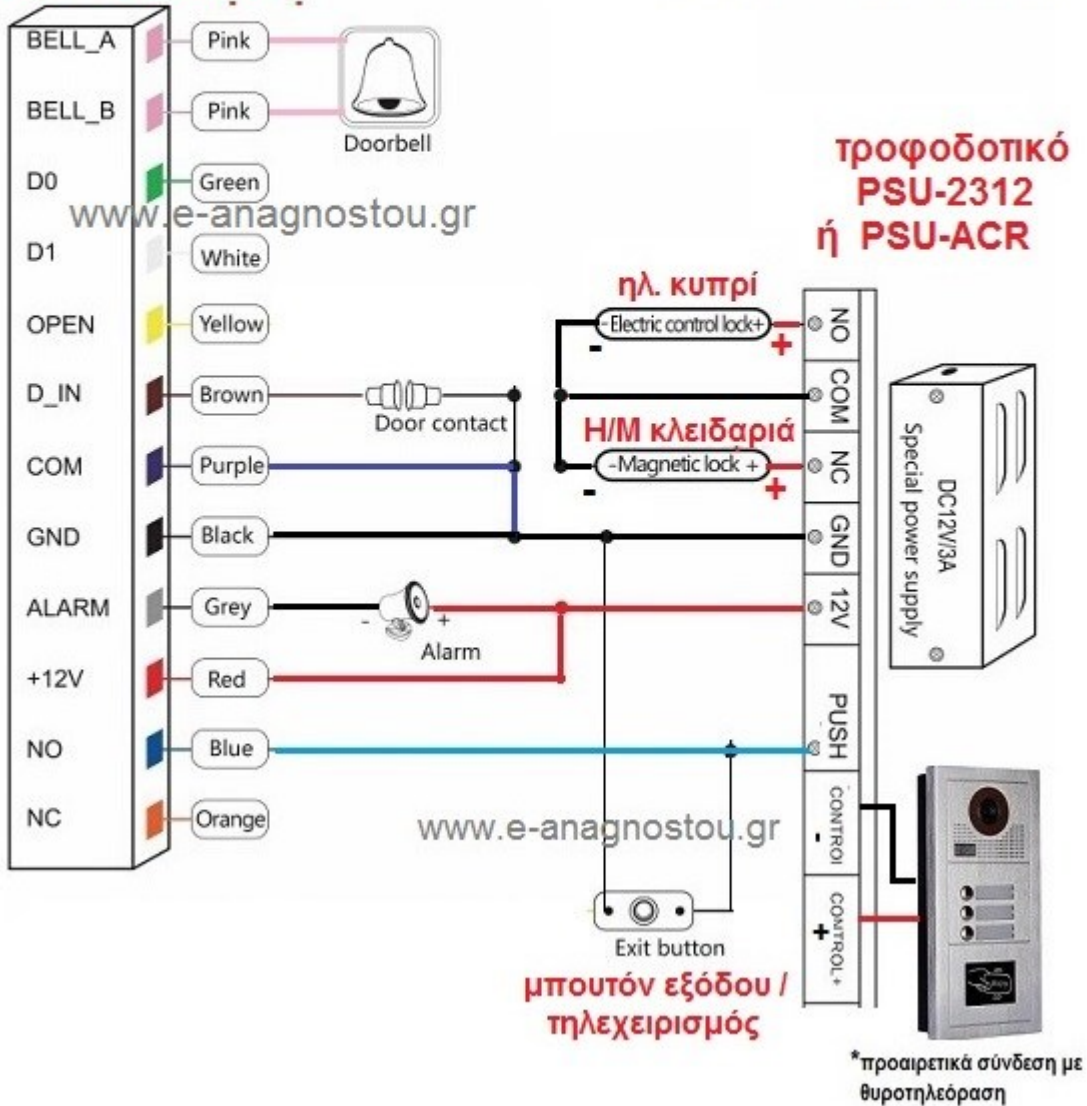 BELL_A
Pink
BELL_B
Pink
Doorbell
D0
Green
www.e-anagnostou.gr
D1
White
OPEN
Yellow
D_IN
Brown
Door contact
COM
Purple
GND
Black
ALARM
Grey
-
+
Alarm
+12V
Red
NO
Blue
NC
Orange
www.e-anagnostou.gr
Exit button
μπουτόν εξόδου /
τηλεχειρισμός
τροφοδοτικό
PSU-2312
ή PSU-ACR
ηλ. κυπρί
-Electric control lock+
-
+
Η/Μ κλειδαριά
-Magnetic lock +
-
+
NO
COM
NC
GND
12V
PUSH
CONTROl
-
COMTROL+
+
DC12V/3A
Special power supply
*προαιρετικά σύνδεση με
θυροτηλεόραση